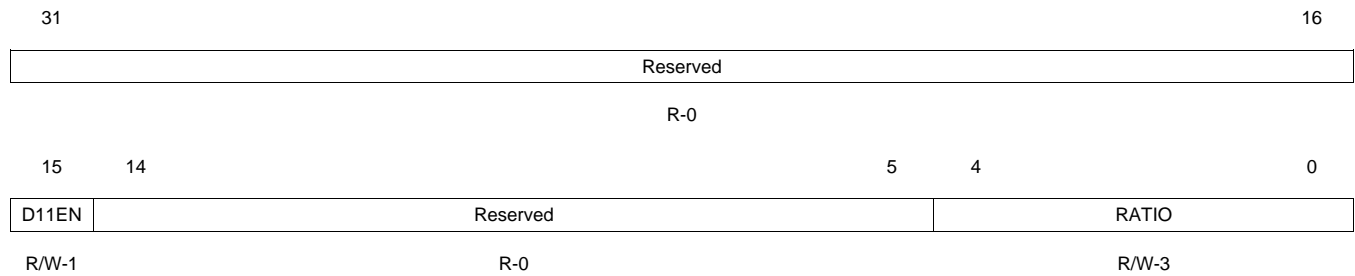 31 16
Reserved
R-0
15 14 5 4 0
D11EN Reserved RATIO
R/W-1 R-0 R/W-3